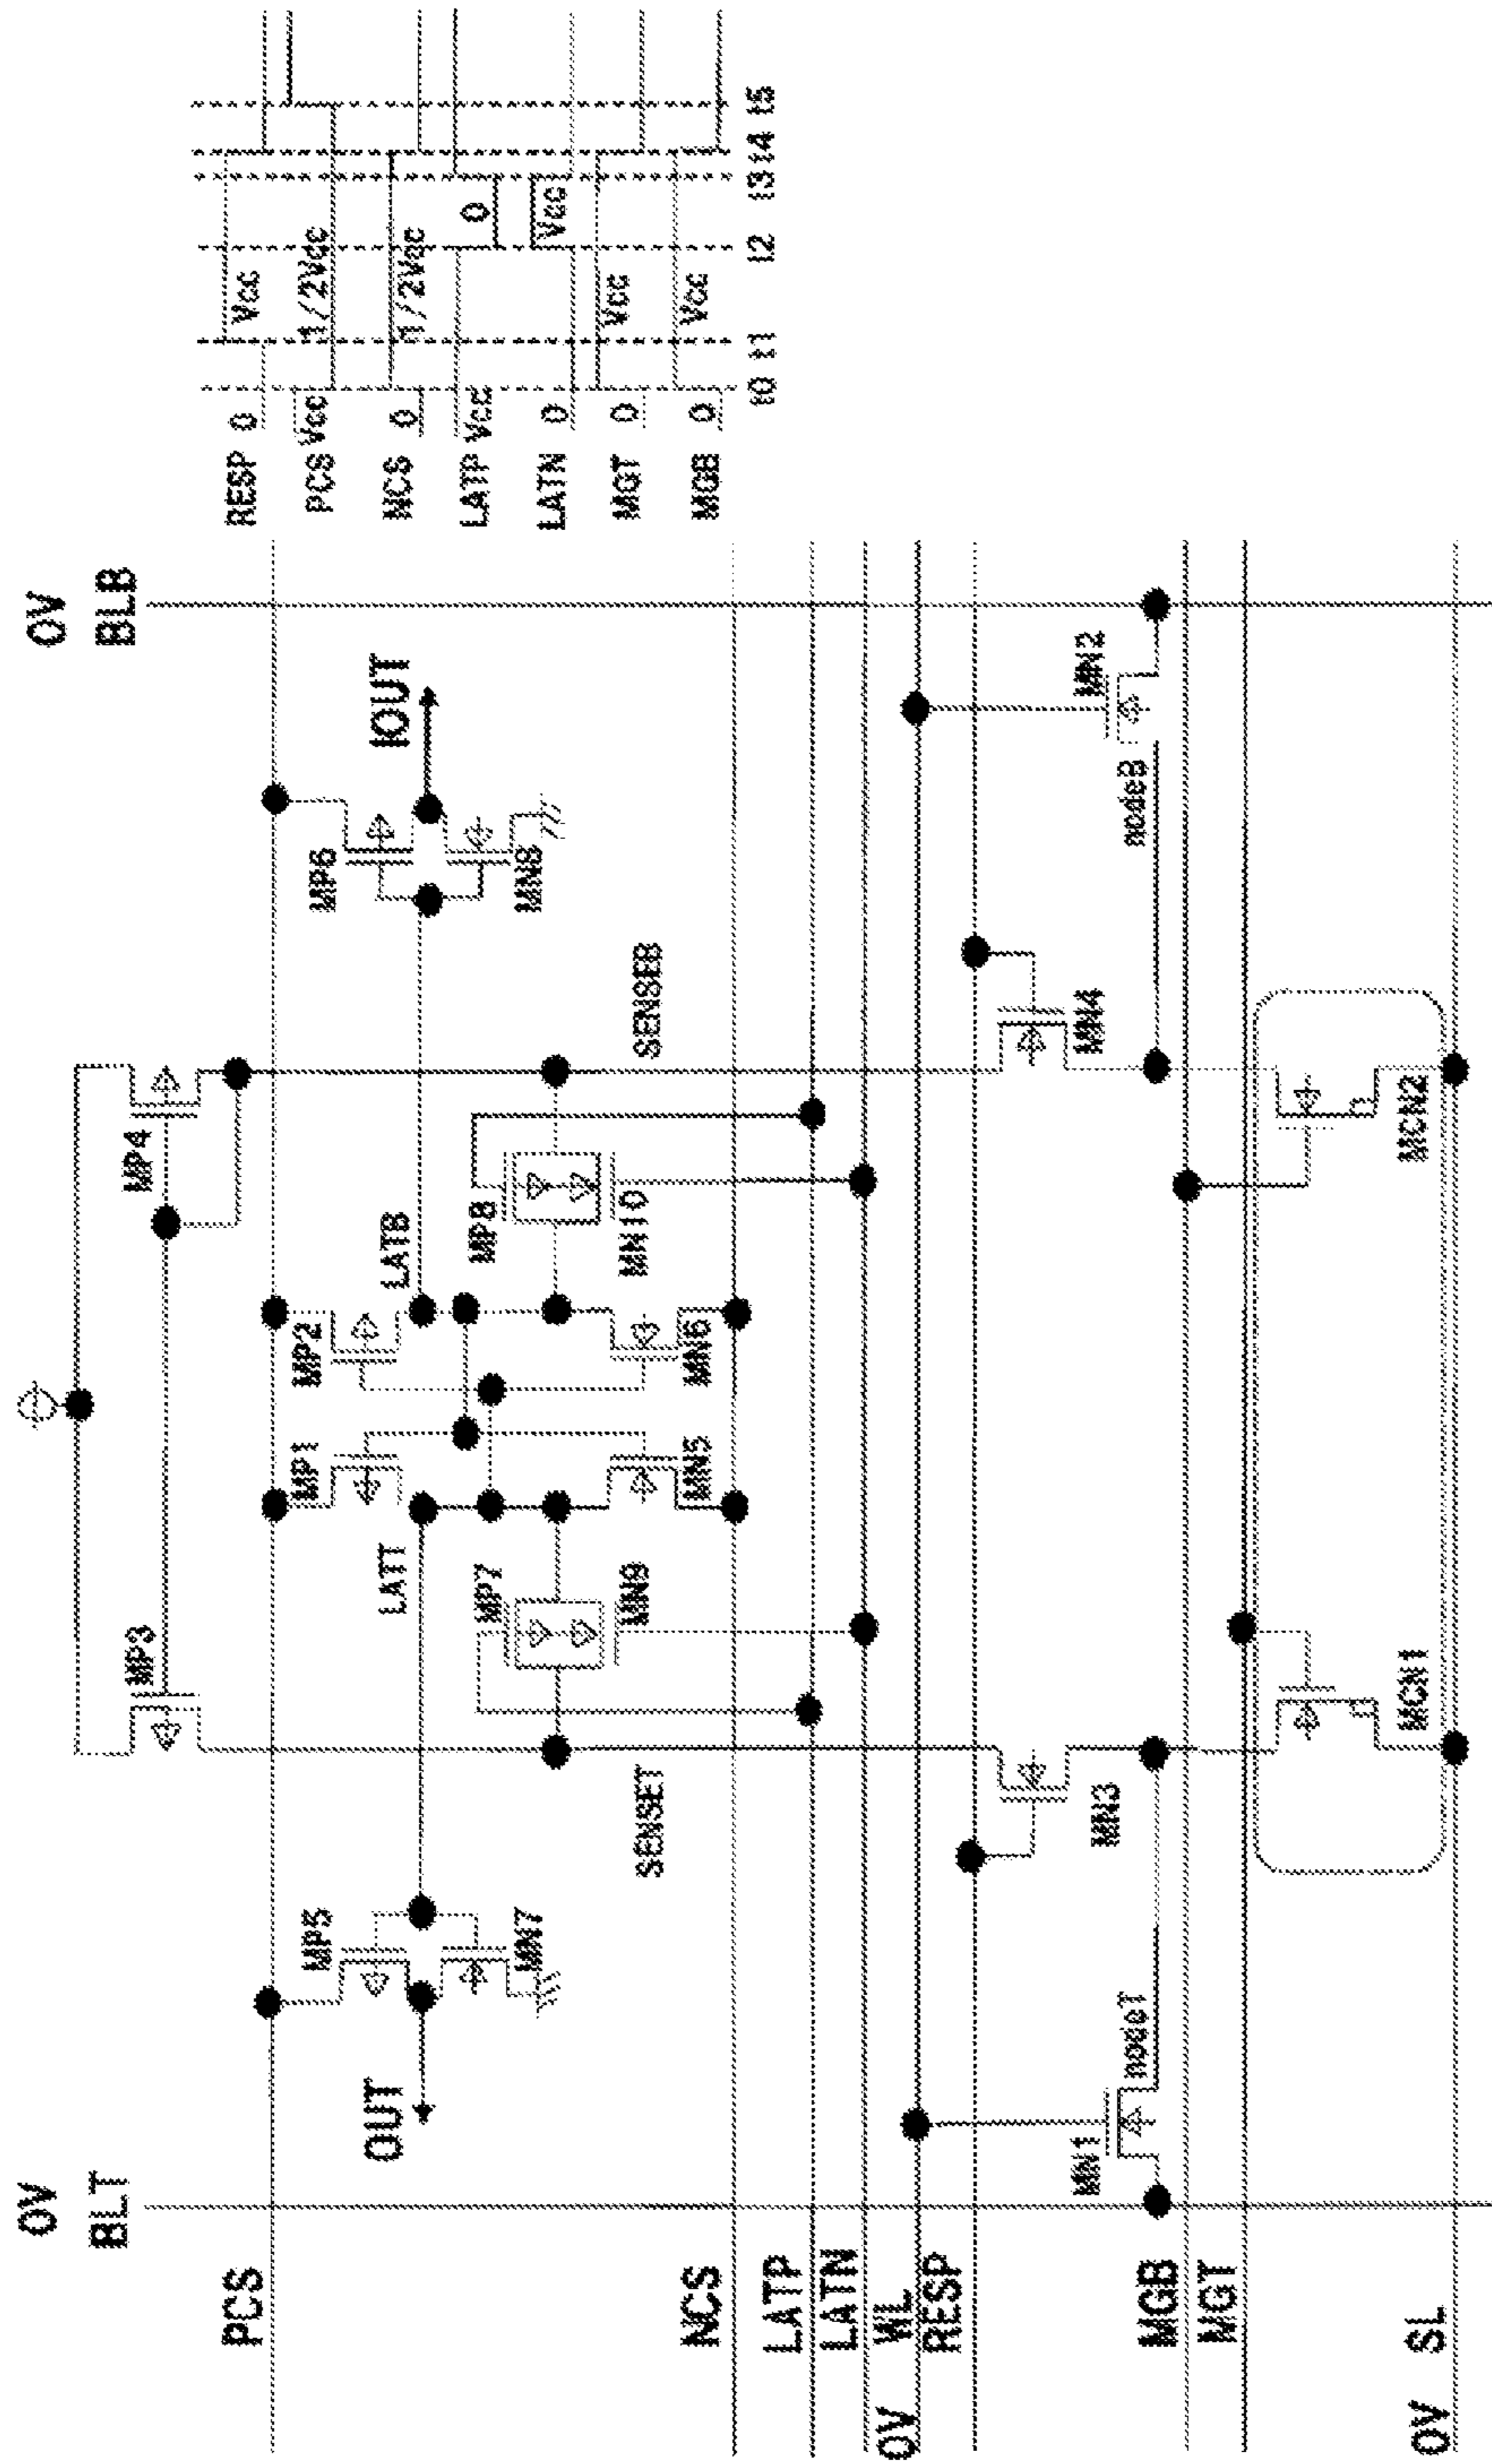 0V
BLT
0V
BLB
MP3
MP4
PCS
MP5
MP1
MP2
MP6
OUT
LATT
LATB
IOUT
MN7
MP7
MP8
MN8
MN9
MN10
MN5
MN6
SENSET
SENSEB
NCS
LATP
LATN
0V WL
RESP
MN1
nodeT
MN3
MN4
nodeB
MN2
MGB
MGT
MCN1
MCN2
0V SL
RESP 0 Vcc
PCS Vcc 1/2Vcc
NCS 0 1/2Vcc
LATP Vcc 0
LATN 0 Vcc
MGT 0 Vcc
MGB 0 Vcc
t0 t1 t2 t3 t4 t5